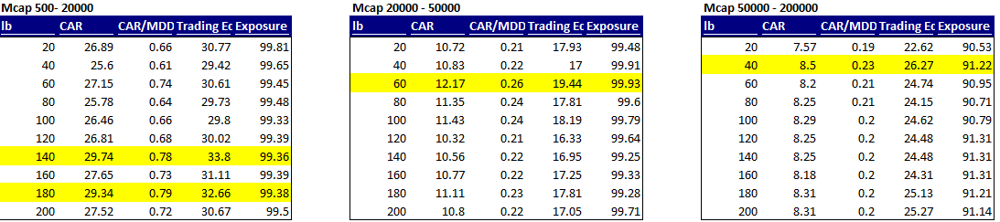 Mcap 500- 20000 Mcap 20000 - 50000 Mcap 50000 - 200000
lb CAR CAR/MDD Trading Ec Exposure lb CAR CAR/MDD Trading Ec Exposure lb CAR CAR/MDD Trading Ec Exposure
20 26.89 0.66 30.77 99.81 20 10.72 0.21 17.93 99.48 20 7.57 0.19 22.62 90.53
40 25.6 0.61 29.42 99.65 40 10.83 0.22 17 99.91 40 8.5 0.23 26.27 91.22
60 27.15 0.74 30.61 99.45 60 12.17 0.26 19.44 99.93 60 8.2 0.21 24.74 90.95
80 25.78 0.64 29.73 99.48 80 11.35 0.24 17.81 99.6 80 8.25 0.21 24.15 90.71
100 26.46 0.66 29.8 99.33 100 11.43 0.24 18.19 99.79 100 8.29 0.2 24.62 90.79
120 26.81 0.68 30.02 99.39 120 10.32 0.21 16.33 99.64 120 8.25 0.2 24.48 91.31
140 29.74 0.78 33.8 99.36 140 10.56 0.22 16.95 99.25 140 8.25 0.2 24.48 91.31
160 27.65 0.73 31.11 99.39 160 10.77 0.22 17.25 99.33 160 8.18 0.2 24.31 91.31
180 29.34 0.79 32.66 99.38 180 11.11 0.23 17.81 99.28 180 8.31 0.2 25.13 91.21
200 27.52 0.72 30.67 99.5 200 10.8 0.22 17.05 99.71 200 8.31 0.2 25.27 91.14